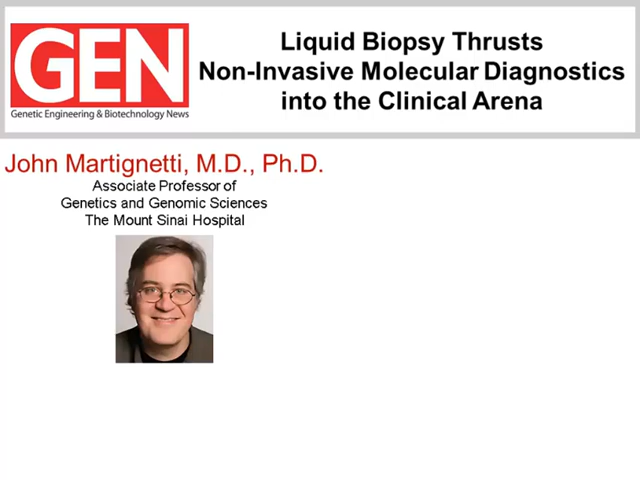 GEN
Genetic Engineering & Biotechnology News
Liquid Biopsy Thrusts
Non-Invasive Molecular Diagnostics
into the Clinical Arena
John Martignetti, M.D., Ph.D.
Associate Professor of
Genetics and Genomic Sciences
The Mount Sinai Hospital